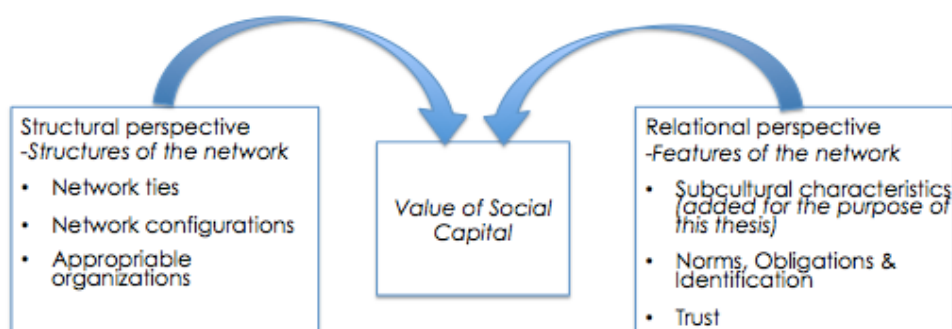 Structural perspective
-Structures of the network
• Network ties
• Network configurations
• Appropriable
organizations
Value of Social
Capital
Relational perspective
-Features of the network
• Subcultural characteristics
(added for the purpose of
this thesis)
• Norms, Obligations &
Identification
• Trust